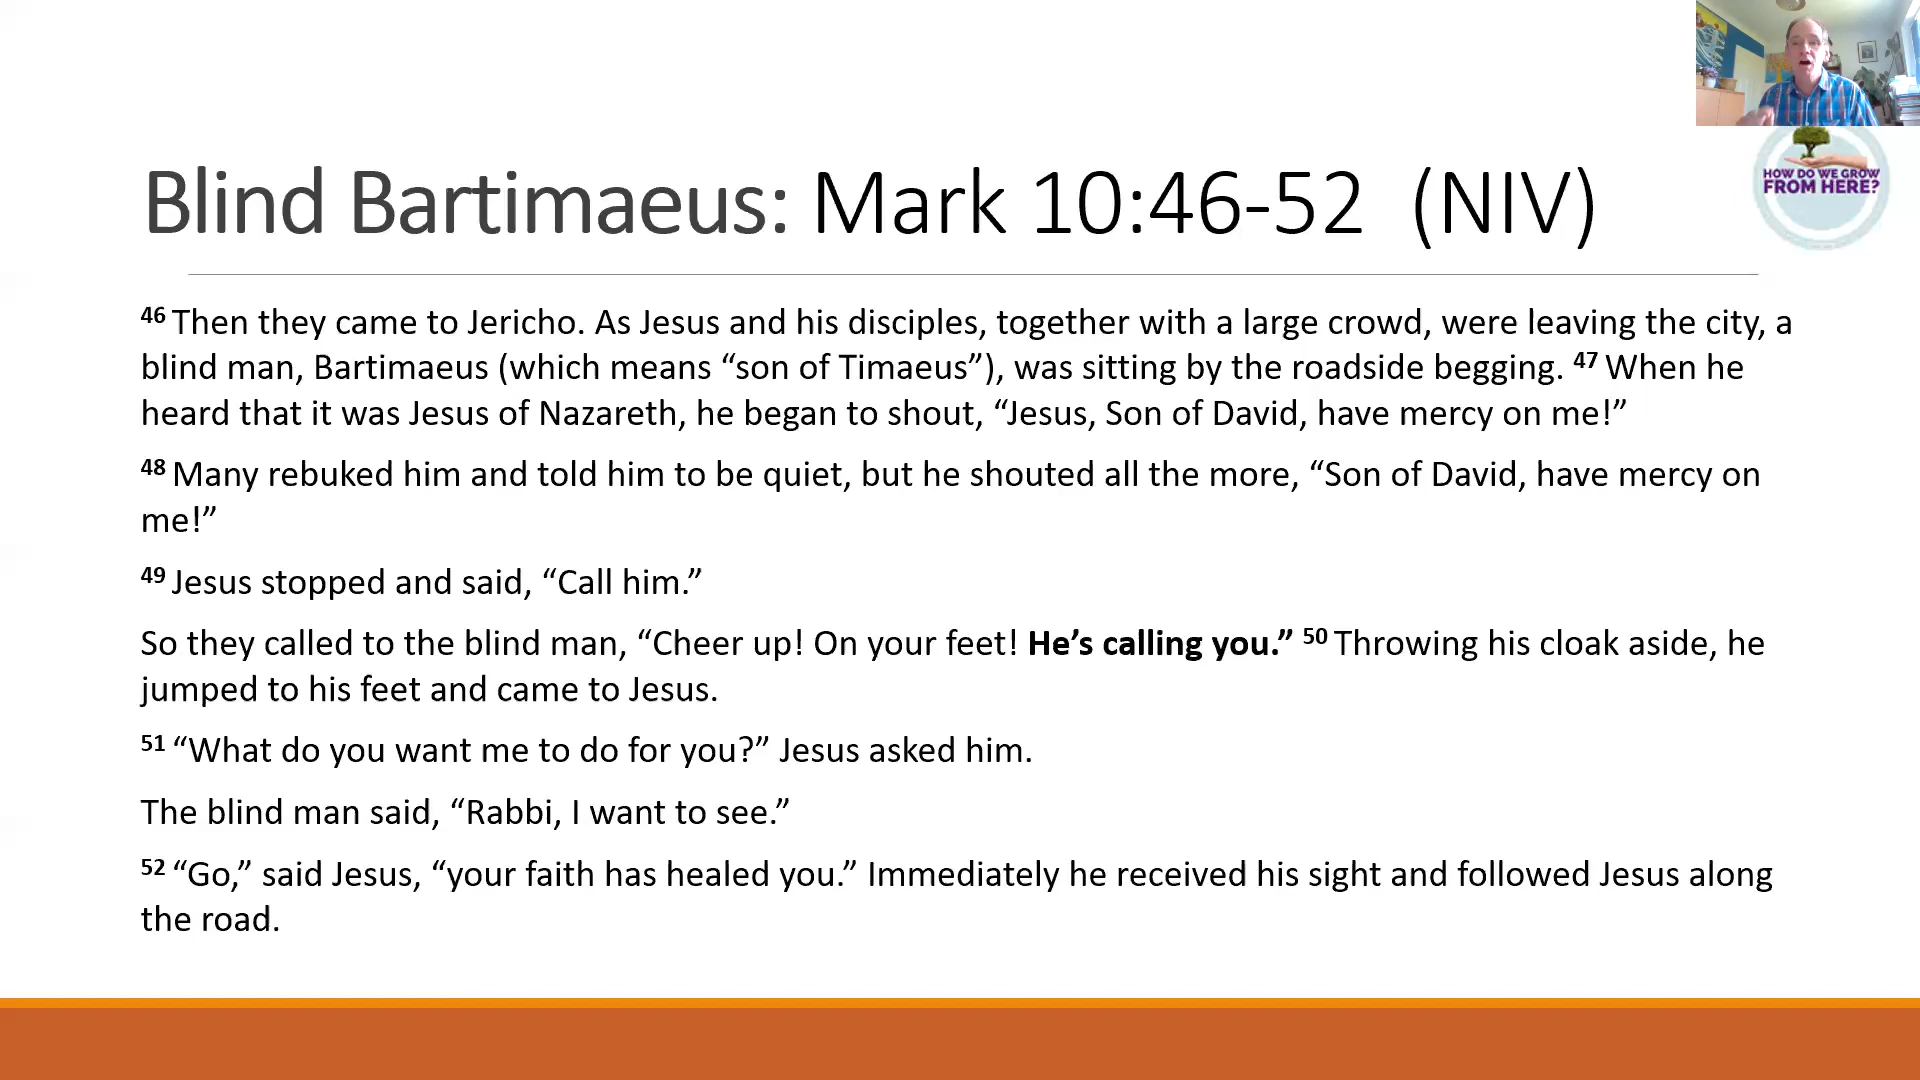 HOW DO WE GROW
FROM HERE?
Blind Bartimaeus: Mark 10:46-52 (NIV)
46 Then they came to Jericho. As Jesus and his disciples, together with a large crowd, were leaving the city, a
blind man, Bartimaeus (which means “son of Timaeus”), was sitting by the roadside begging. 47 When he
heard that it was Jesus of Nazareth, he began to shout, “Jesus, Son of David, have mercy on me!”
48 Many rebuked him and told him to be quiet, but he shouted all the more, “Son of David, have mercy on
me!”
49 Jesus stopped and said, “Call him.”
So they called to the blind man, “Cheer up! On your feet! He’s calling you.” 50 Throwing his cloak aside, he
jumped to his feet and came to Jesus.
51 “What do you want me to do for you?” Jesus asked him.
The blind man said, “Rabbi, I want to see.”
52 “Go,” said Jesus, “your faith has healed you.” Immediately he received his sight and followed Jesus along
the road.